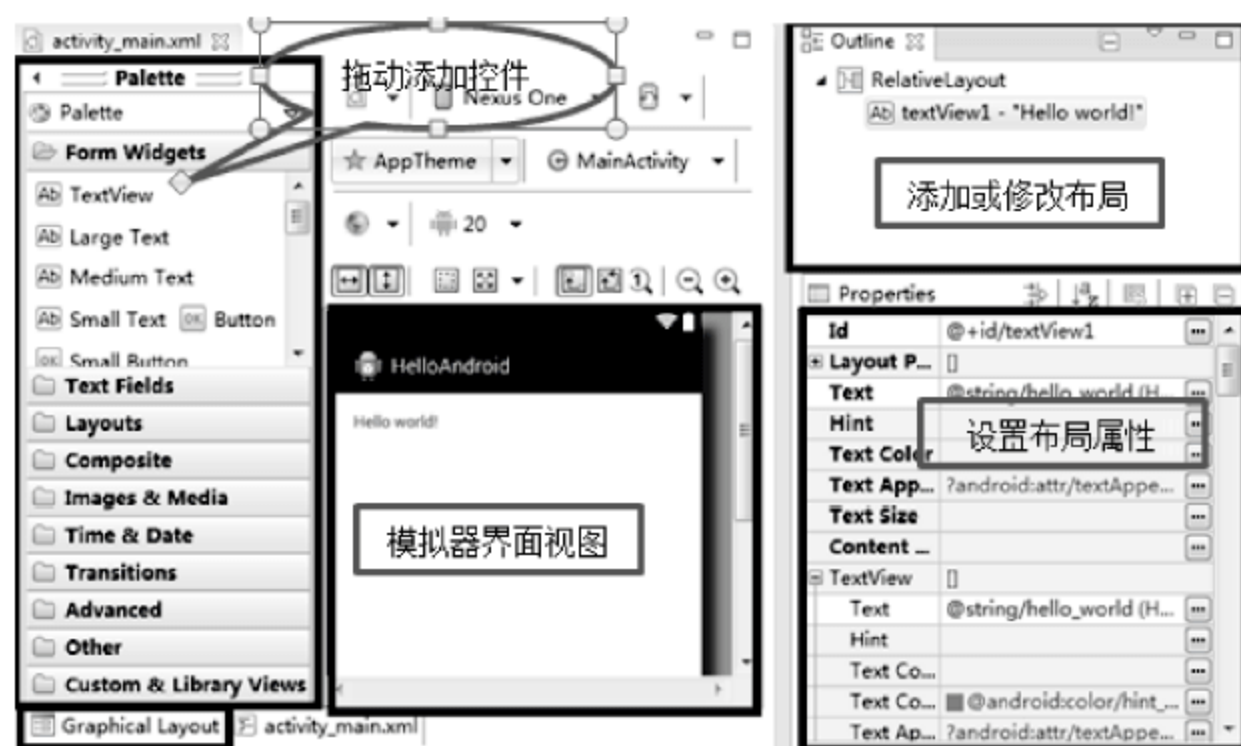 activity_main.xml
拖动添加控件
Palette
Palette
Nexus One
Form Widgets
AppTheme
MainActivity
TextView
Large Text
20
Medium Text
Small Text
Button
Small Button
Text Fields
Layouts
Composite
Images & Media
Time & Date
Transitions
Advanced
Other
Custom & Library Views
Graphical Layout
activity_main.xml
HelloAndroid
Hello world!
模拟器界面视图
Outline
RelativeLayout
Ab textView1 - "Hello world!"
添加或修改布局
Properties
Id @+id/textView1
Layout P... []
Text @string/hello_world (H...
Hint
设置布局属性
Text Color
Text App... ?android:attr/textAppe...
Text Size
Content ...
TextView []
Text @string/hello_world (H...
Hint
Text Co...
Text Co... @android:color/hint_...
Text Ap... ?android:attr/textAppe...